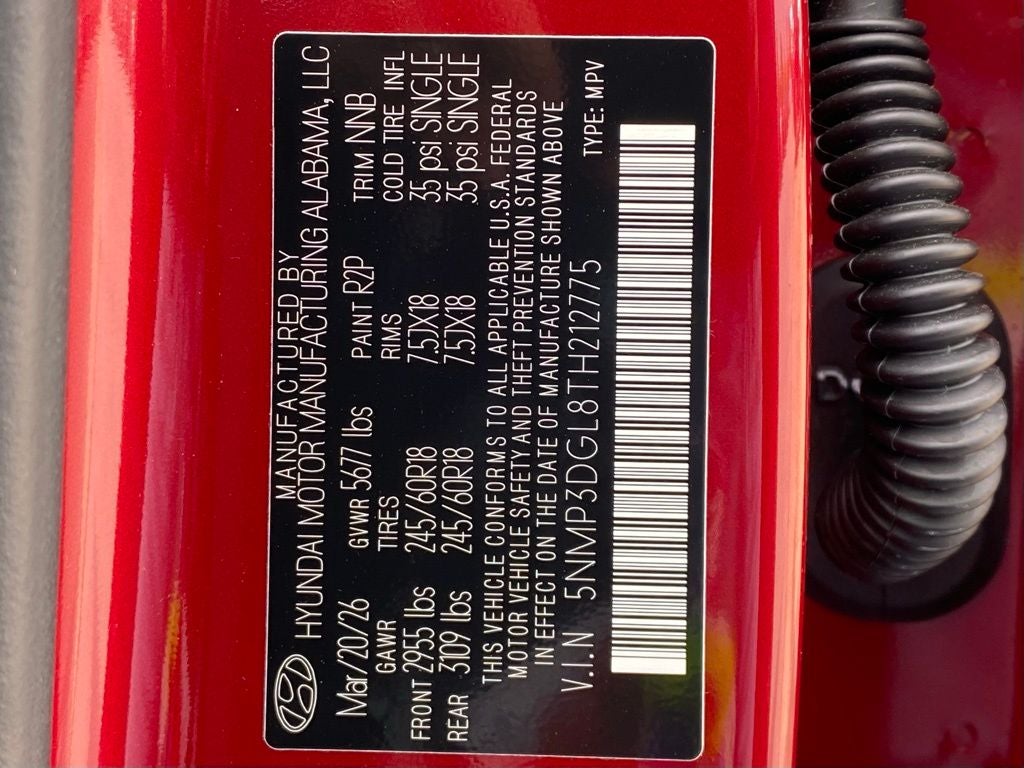 MANUFACTURED BY
HYUNDAI MOTOR MANUFACTURING ALABAMA, LLC
Mar/20/26 GVWR 5677 lbs PAINT R2P TRIM NNB
GAWR TIRES RIMS COLD TIRE INFL
FRONT 2955 lbs 245/60R18 7.5JX18 35 psi SINGLE
REAR 3109 lbs 245/60R18 7.5JX18 35 psi SINGLE
THIS VEHICLE CONFORMS TO ALL APPLICABLE U.S.A. FEDERAL
MOTOR VEHICLE SAFETY AND THEFT PREVENTION STANDARDS
IN EFFECT ON THE DATE OF MANUFACTURE SHOWN ABOVE
V.I.N 5NMP3DGL8TH212775 TYPE: MPV